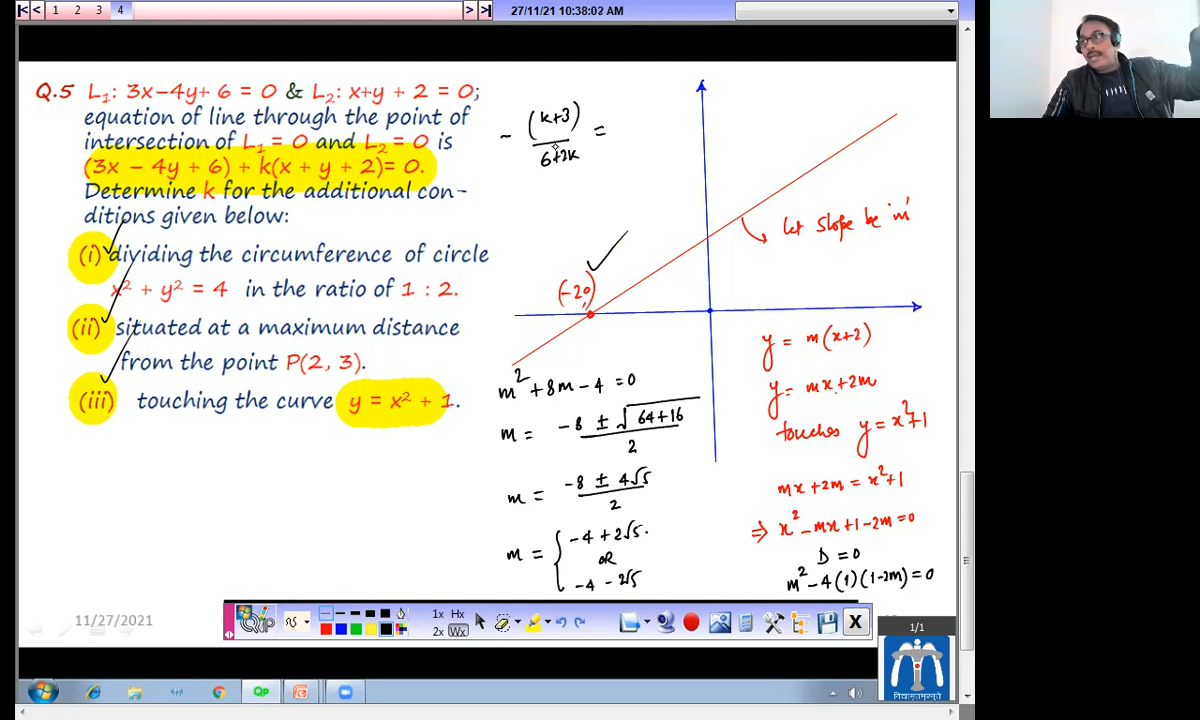 1 2 3 4
27/11/21 10:38:02 AM
Q.5 L₁: 3x−4y+ 6 = 0 & L₂: x+y + 2 = 0;
equation of line through the point of
intersection of L₁ = 0 and L₂ = 0 is
(3x − 4y + 6) + k(x + y + 2)= 0.
Determine k for the additional con-
ditions given below:
(i) dividing the circumference of circle
x² + y² = 4 in the ratio of 1 : 2.
(ii) situated at a maximum distance
from the point P(2, 3).
(iii) touching the curve y = x² + 1.
− (k+3)/(6+2k) =
let slope be 'm'
(−2,0)
y = m(x+2)
y = mx+2m
touches y = x²+1
mx+2m = x²+1
⇒ x² −mx+1−2m=0
D = 0
m² −4(1)(1−2m)=0
m² +8m −4 =0
m = (−8 ± √64+16)/2
m = (−8 ± 4√5)/2
m = { −4+2√5.
OR
−4 −2√5
11/27/2021
1x Hx
2x Wx
X
1/1
QP